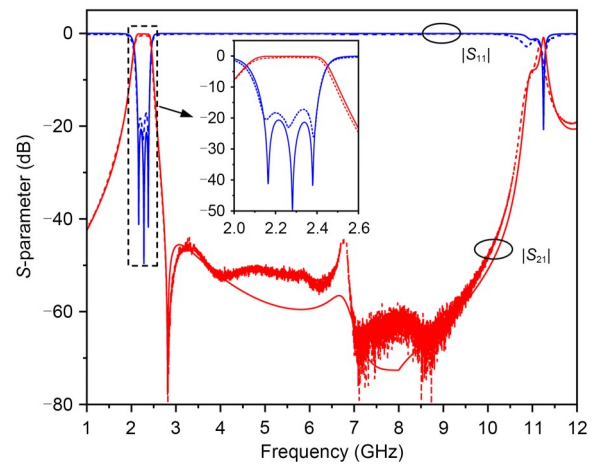 0
−20
−40
−60
−80
S-parameter (dB)
0
−10
−20
−30
−40
−50
2.0 2.2 2.4 2.6
|S11|
|S21|
1 2 3 4 5 6 7 8 9 10 11 12
Frequency (GHz)